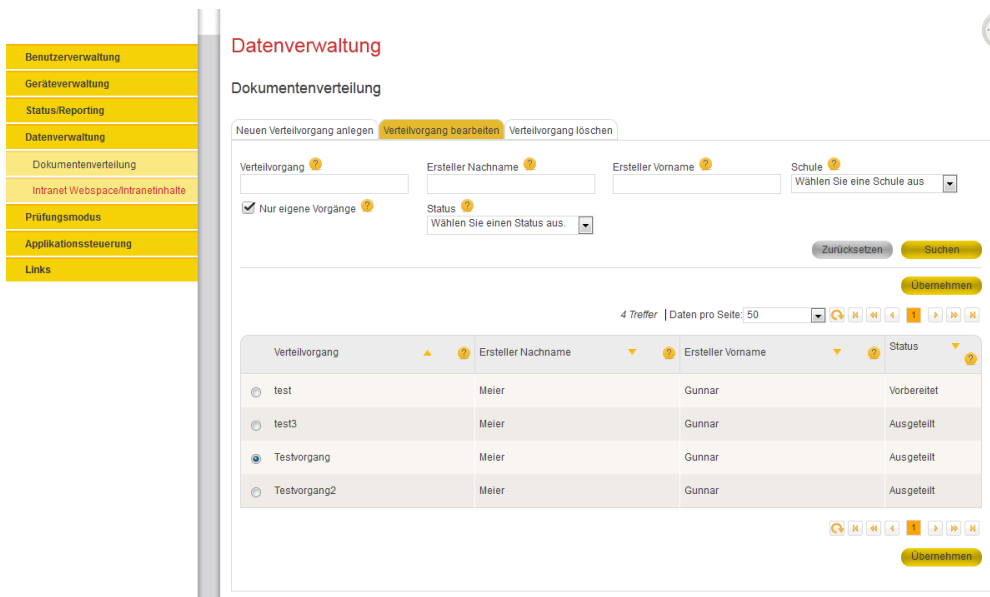 Benutzerverwaltung
Geräteverwaltung
Status/Reporting
Datenverwaltung
Dokumentenverteilung
Intranet Webspace/Intranetinhalte
Prüfungsmodus
Applikationssteuerung
Links
Datenverwaltung
Dokumentenverteilung
Neuen Verteilvorgang anlegen Verteilvorgang bearbeiten Verteilvorgang löschen
Verteilvorgang ? Ersteller Nachname ? Ersteller Vorname ? Schule ?
Wählen Sie eine Schule aus
Nur eigene Vorgänge ? Status ?
Wählen Sie einen Status aus.
Zurücksetzen Suchen
Übernehmen
4 Treffer | Daten pro Seite: 50 1
Verteilvorgang ? Ersteller Nachname ? Ersteller Vorname ? Status ?
test Meier Gunnar Vorbereitet
test3 Meier Gunnar Ausgeteilt
Testvorgang Meier Gunnar Ausgeteilt
Testvorgang2 Meier Gunnar Ausgeteilt
1
Übernehmen